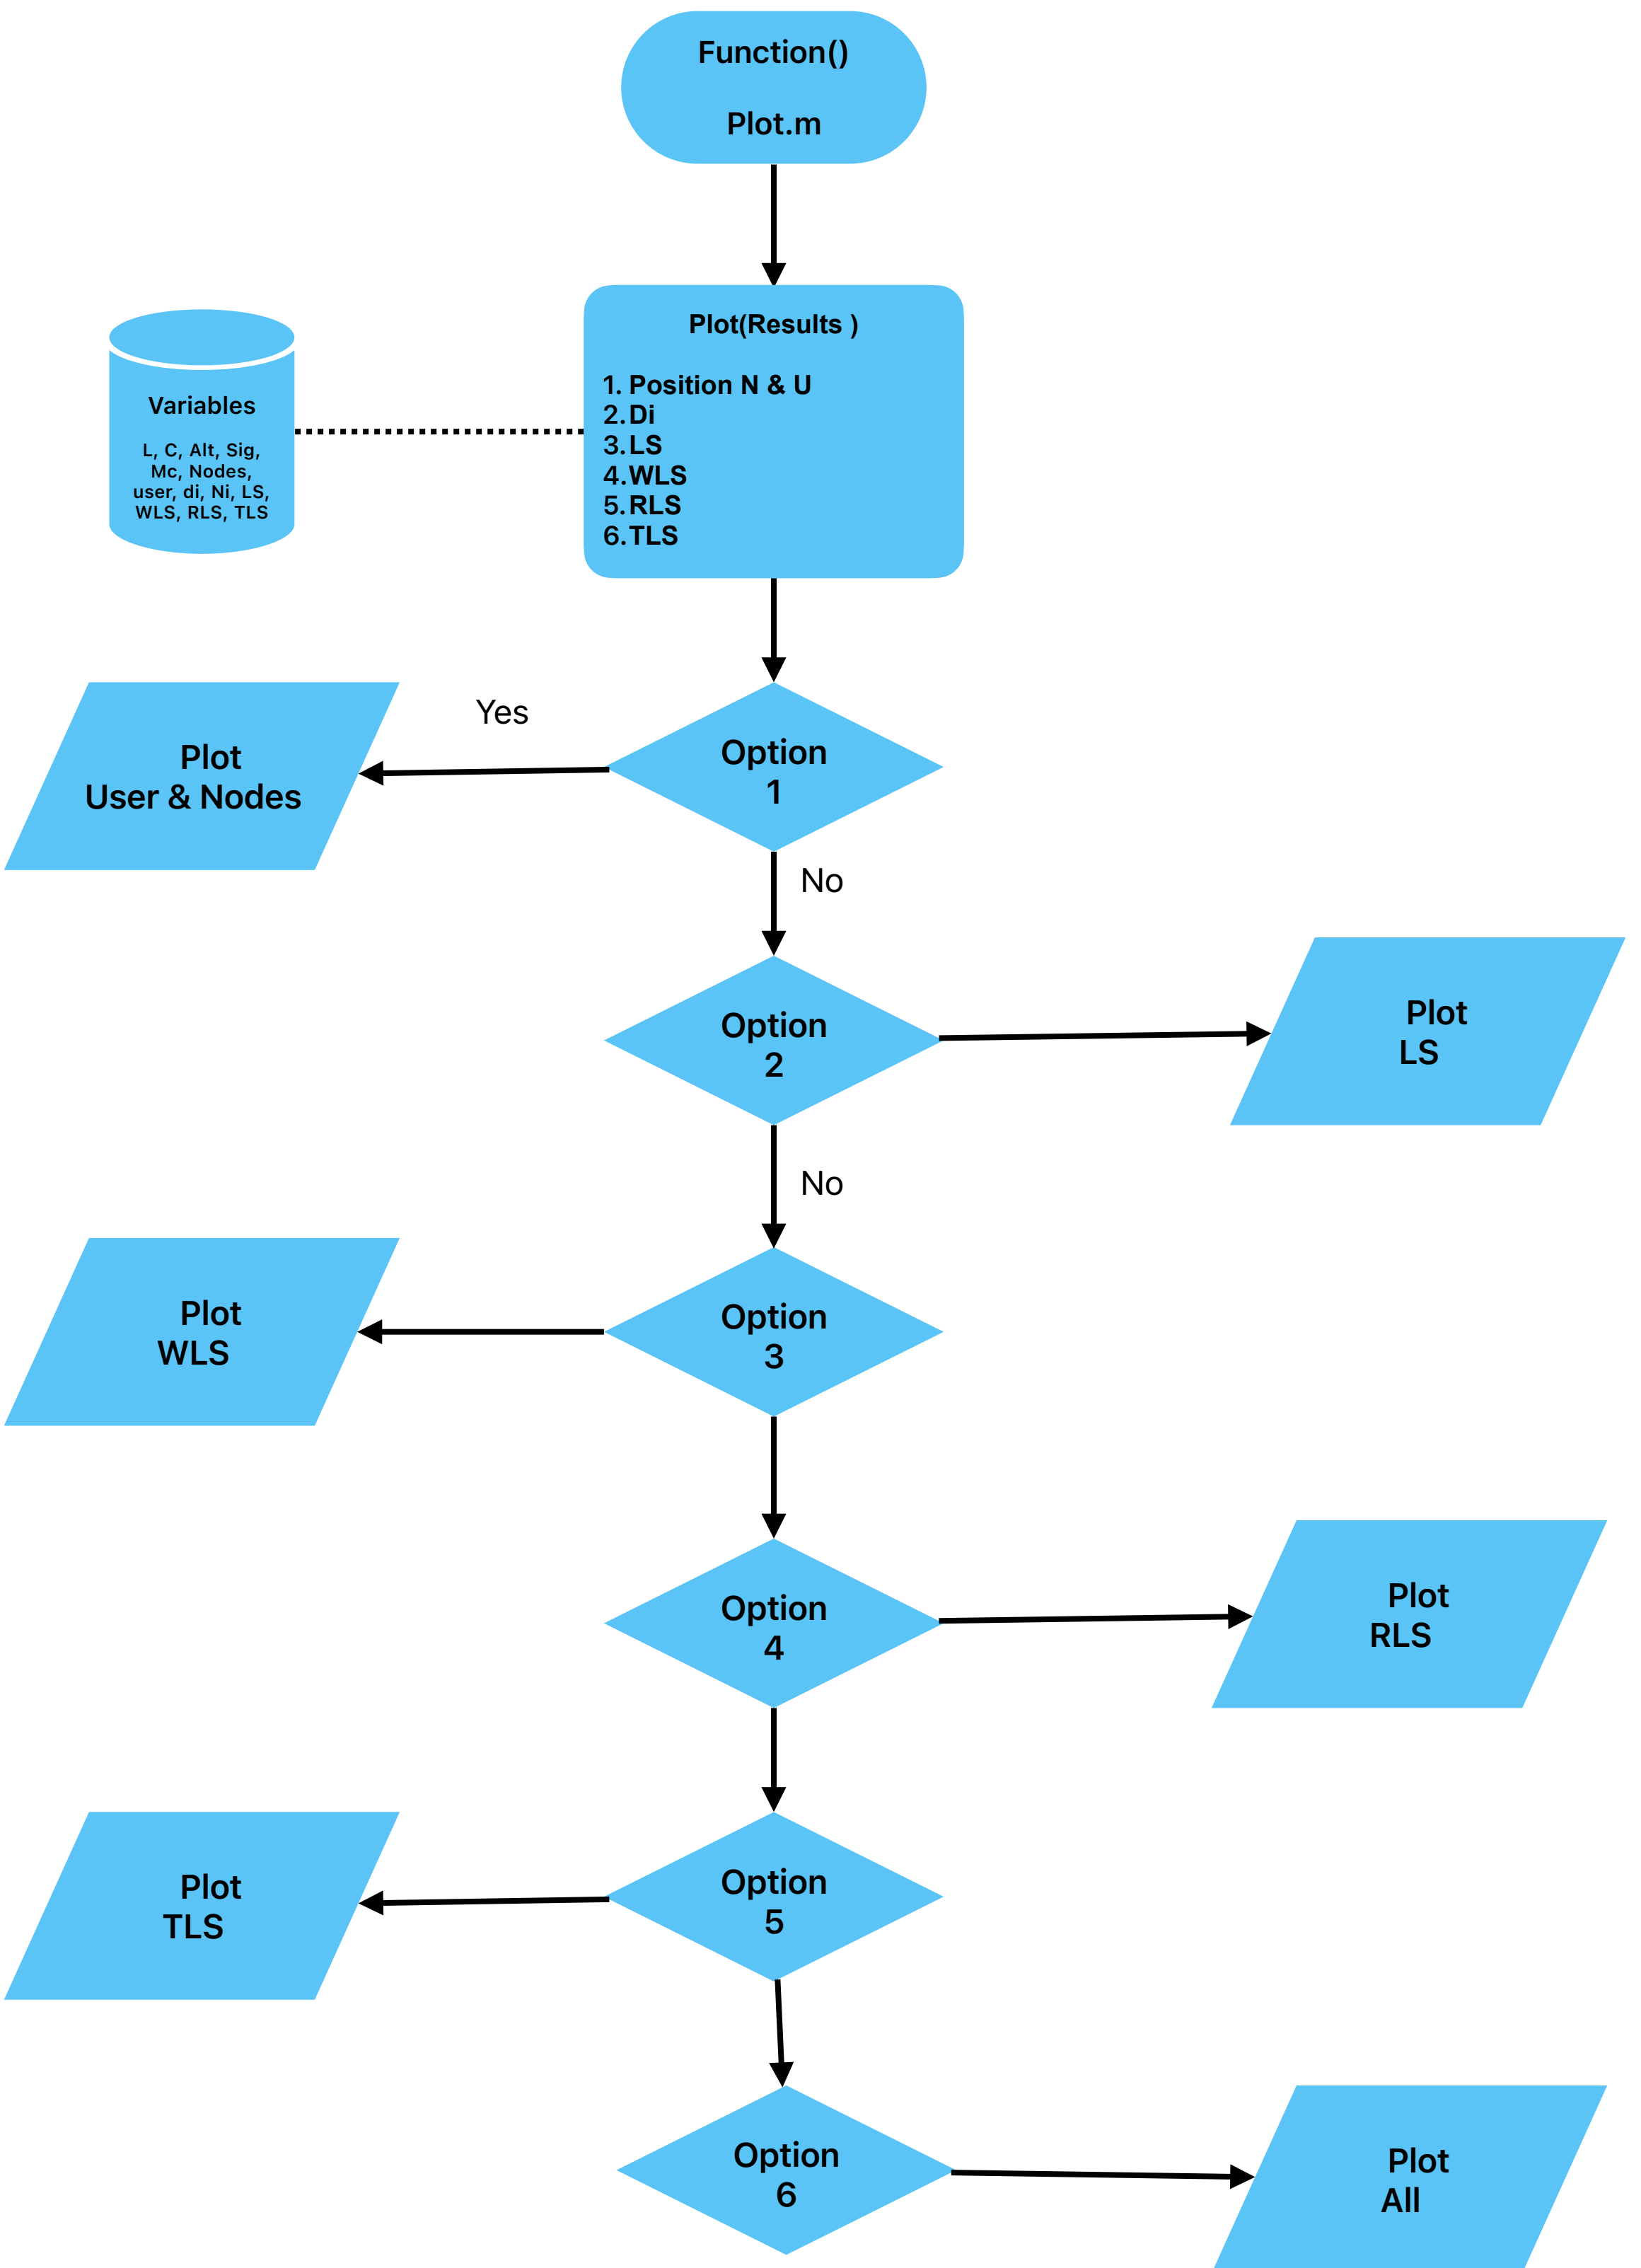 Function()
Plot.m
Plot(Results )
1. Position N & U
2. Di
3. LS
4. WLS
5. RLS
6. TLS
Variables
L, C, Alt, Sig,
Mc, Nodes,
user, di, Ni, LS,
WLS, RLS, TLS
Yes
Plot
User & Nodes
Option
1
No
Option
2
Plot
LS
No
Plot
WLS
Option
3
Option
4
Plot
RLS
Plot
TLS
Option
5
Option
6
Plot
All